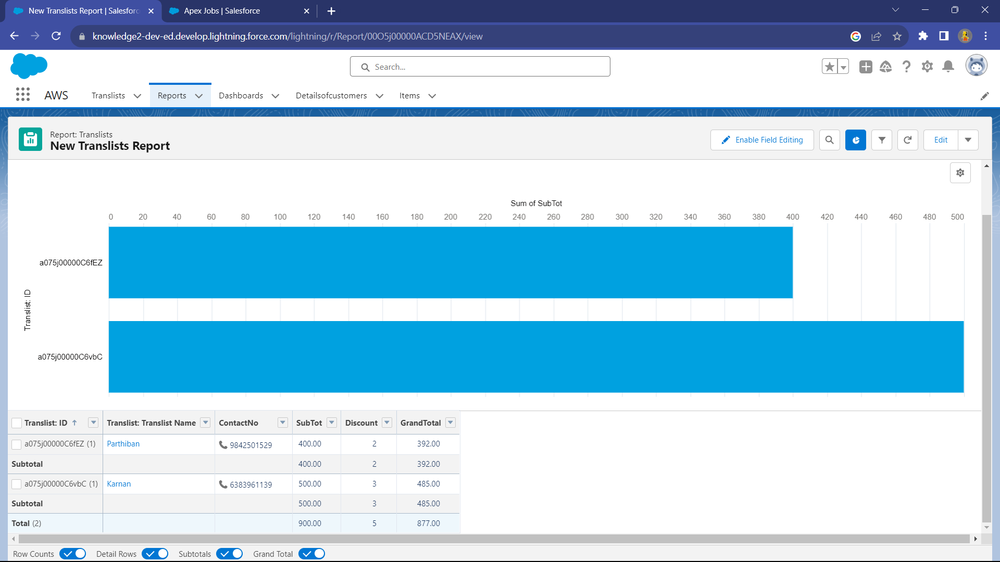 New Translists Report | Salesforc
Apex Jobs | Salesforce
knowledge2-dev-ed.develop.lightning.force.com/lightning/r/Report/00O5j00000ACD5NEAX/view
Search...
AWS
Translists
Reports
Dashboards
Detailsofcustomers
Items
Report: Translists
New Translists Report
Enable Field Editing
Edit
Sum of SubTot
0 20 40 60 80 100 120 140 160 180 200 220 240 260 280 300 320 340 360 380 400 420 440 460 480 500
a075j00000C6fEZ
Translist: ID
a075j00000C6vbC
Translist: ID ↑ Translist: Translist Name ContactNo SubTot Discount GrandTotal
a075j00000C6fEZ (1) Parthiban 9842501529 400.00 2 392.00
Subtotal 400.00 2 392.00
a075j00000C6vbC (1) Karnan 6383961139 500.00 3 485.00
Subtotal 500.00 3 485.00
Total (2) 900.00 5 877.00
Row Counts Detail Rows Subtotals Grand Total